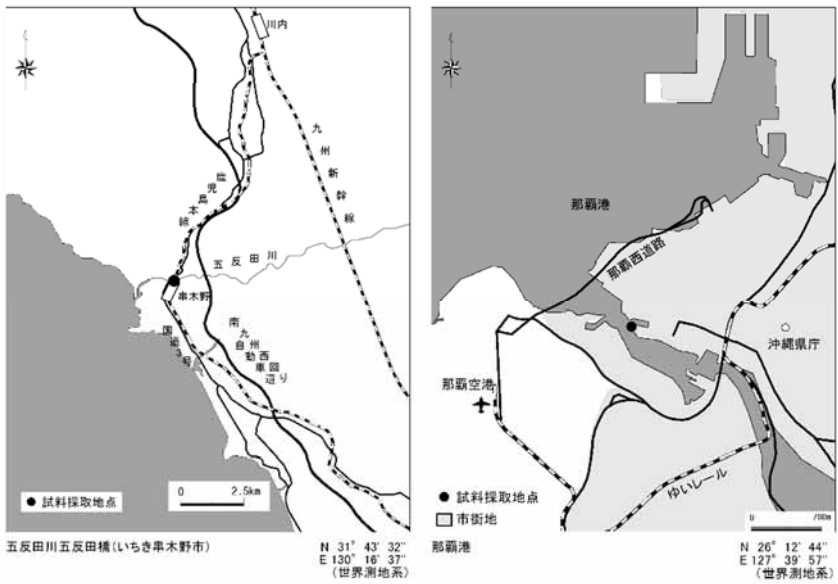 川内
九州新幹線
鹿児島本線
五反田川
串木野
国道3号
南九州西回り
自動車道
0 2.5km
● 試料採取地点
五反田川五反田橋(いちき串木野市)
N 31° 43′ 32″
E 130° 16′ 37″
(世界測地系)
那覇港
那覇西道路
沖縄県庁
那覇空港
ゆいレール
● 試料採取地点
市街地
0 700m
那覇港
N 26° 12′ 44″
E 127° 39′ 57″
(世界測地系)